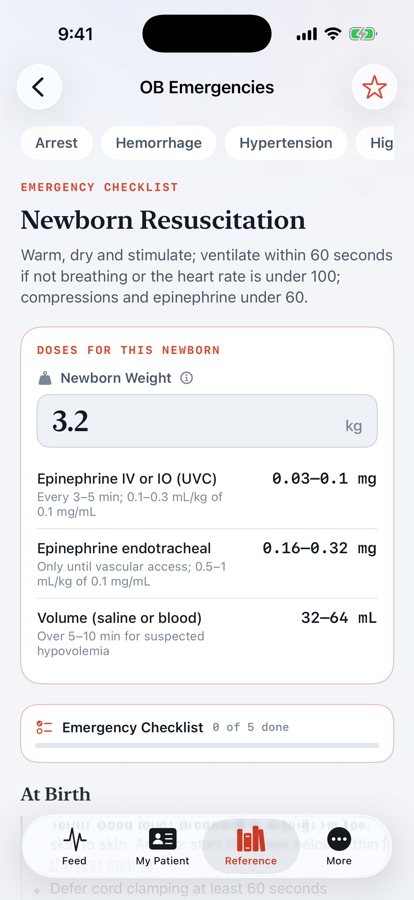 9:41
OB Emergencies
Arrest
Hemorrhage
Hypertension
Hig
EMERGENCY CHECKLIST
Newborn Resuscitation
Warm, dry and stimulate; ventilate within 60 seconds
if not breathing or the heart rate is under 100;
compressions and epinephrine under 60.
DOSES FOR THIS NEWBORN
Newborn Weight
3.2 kg
Epinephrine IV or IO (UVC) 0.03–0.1 mg
Every 3–5 min; 0.1–0.3 mL/kg of
0.1 mg/mL
Epinephrine endotracheal 0.16–0.32 mg
Only until vascular access; 0.5–1
mL/kg of 0.1 mg/mL
Volume (saline or blood) 32–64 mL
Over 5–10 min for suspected
hypovolemia
Emergency Checklist 0 of 5 done
At Birth
Feed
My Patient
Reference
More
Defer cord clamping at least 60 seconds